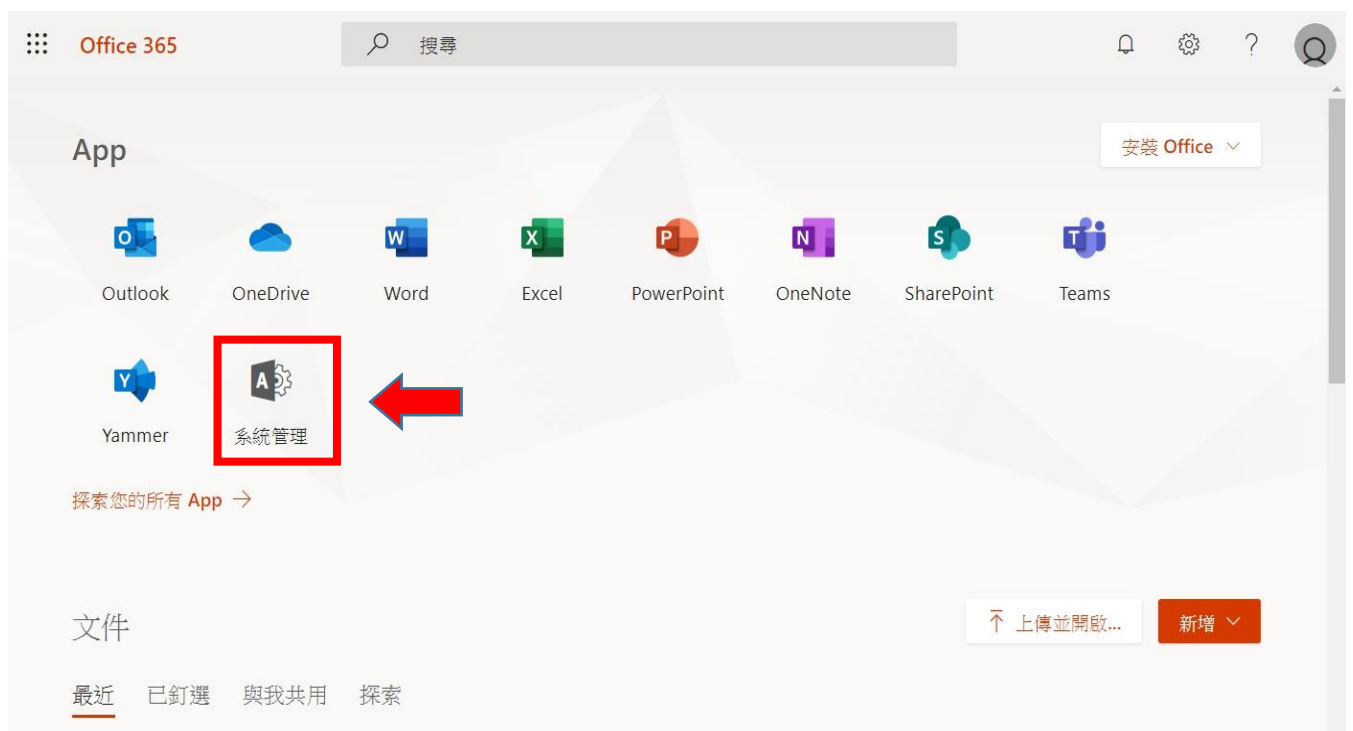 Office 365
搜尋
?
App
安裝 Office
Outlook
OneDrive
Word
Excel
PowerPoint
OneNote
SharePoint
Teams
Yammer
系統管理
探索您的所有 App →
文件
上傳並開啟...
新增
最近
已釘選
與我共用
探索